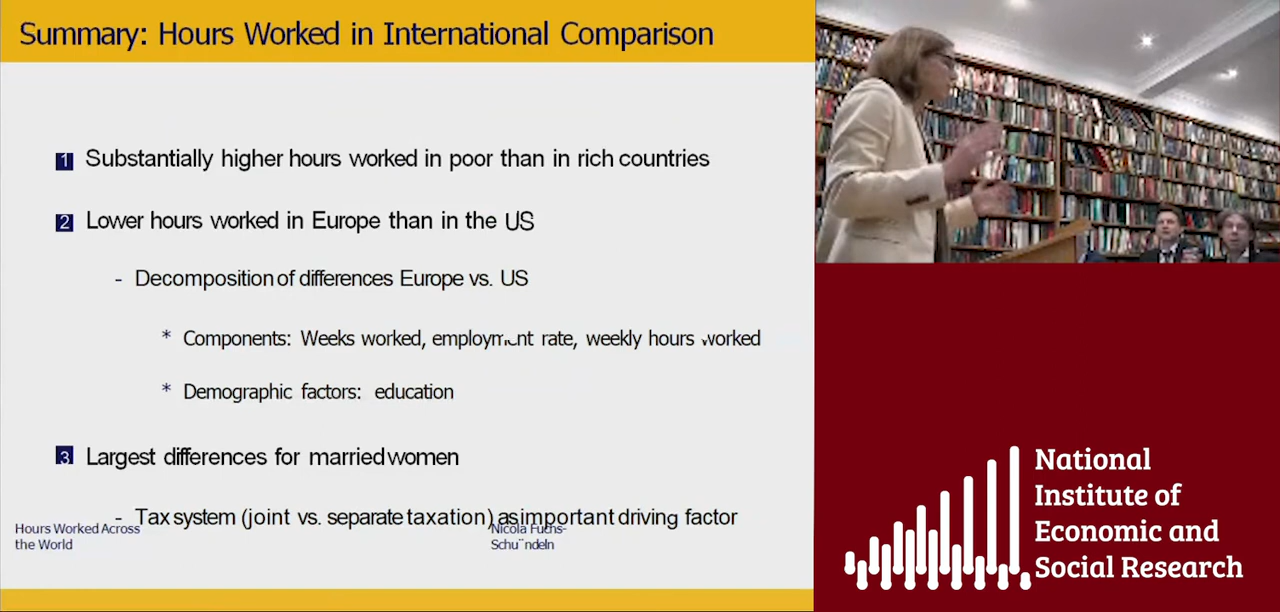 Summary: Hours Worked in International Comparison
1 Substantially higher hours worked in poor than in rich countries
2 Lower hours worked in Europe than in the US
- Decomposition of differences Europe vs. US
* Components: Weeks worked, employment rate, weekly hours worked
* Demographic factors: education
3 Largest differences for married women
- Tax system (joint vs. separate taxation) as important driving factor
Hours Worked Across
the World
Nicola Fuchs-
Schu¨ndeln
National
Institute of
Economic and
Social Research